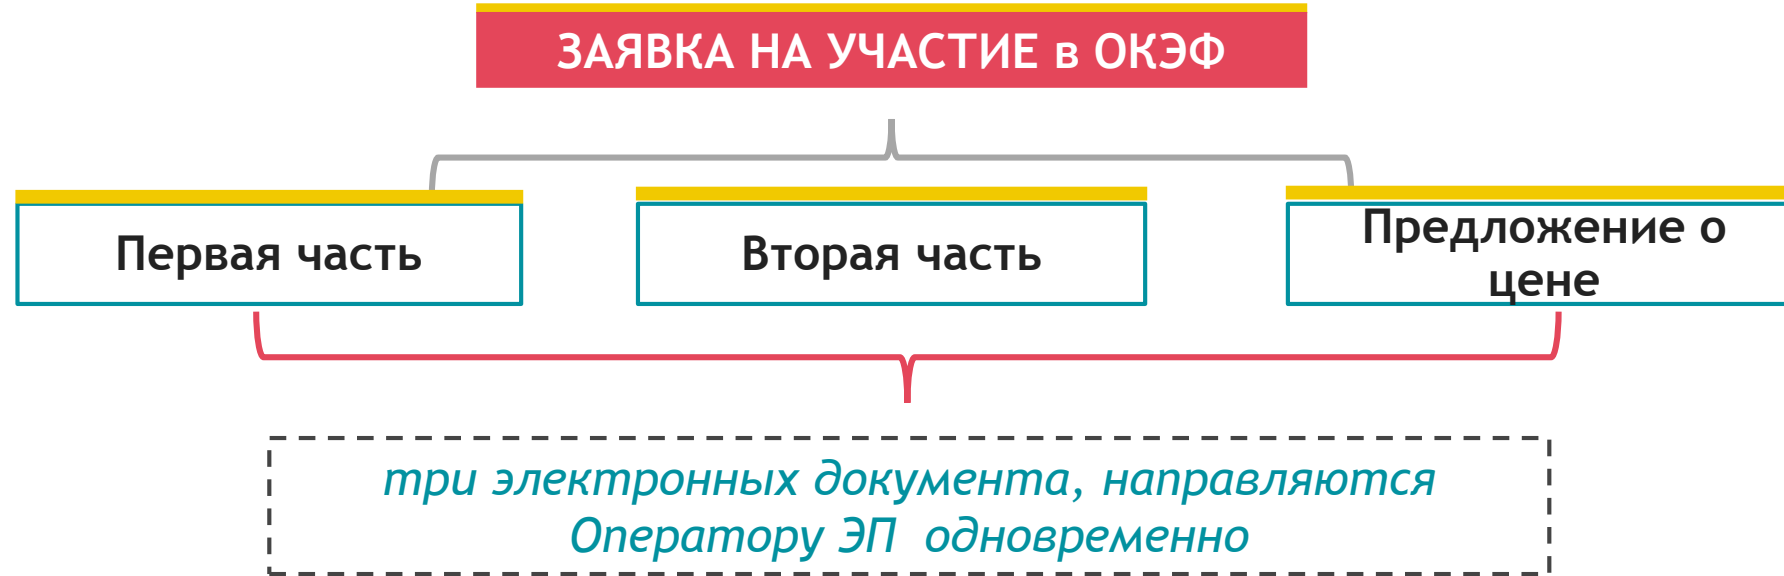 ЗАЯВКА НА УЧАСТИЕ в ОКЭФ
Первая часть
Вторая часть
Предложение о
цене
три электронных документа, направляются
Оператору ЭП одновременно